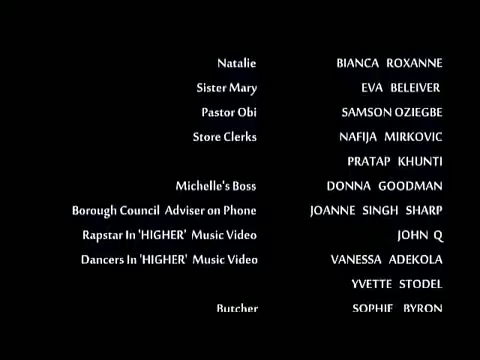 Natalie BIANCA ROXANNE
Sister Mary EVA BELEIVER
Pastor Obi SAMSON OZIEGBE
Store Clerks NAFIJA MIRKOVIC
PRATAP KHUNTI
Michelle's Boss DONNA GOODMAN
Borough Council Adviser on Phone JOANNE SINGH SHARP
Rapstar In 'HIGHER' Music Video JOHN Q
Dancers In 'HIGHER' Music Video VANESSA ADEKOLA
YVETTE STODEL
Butcher SOPHIE BYRON